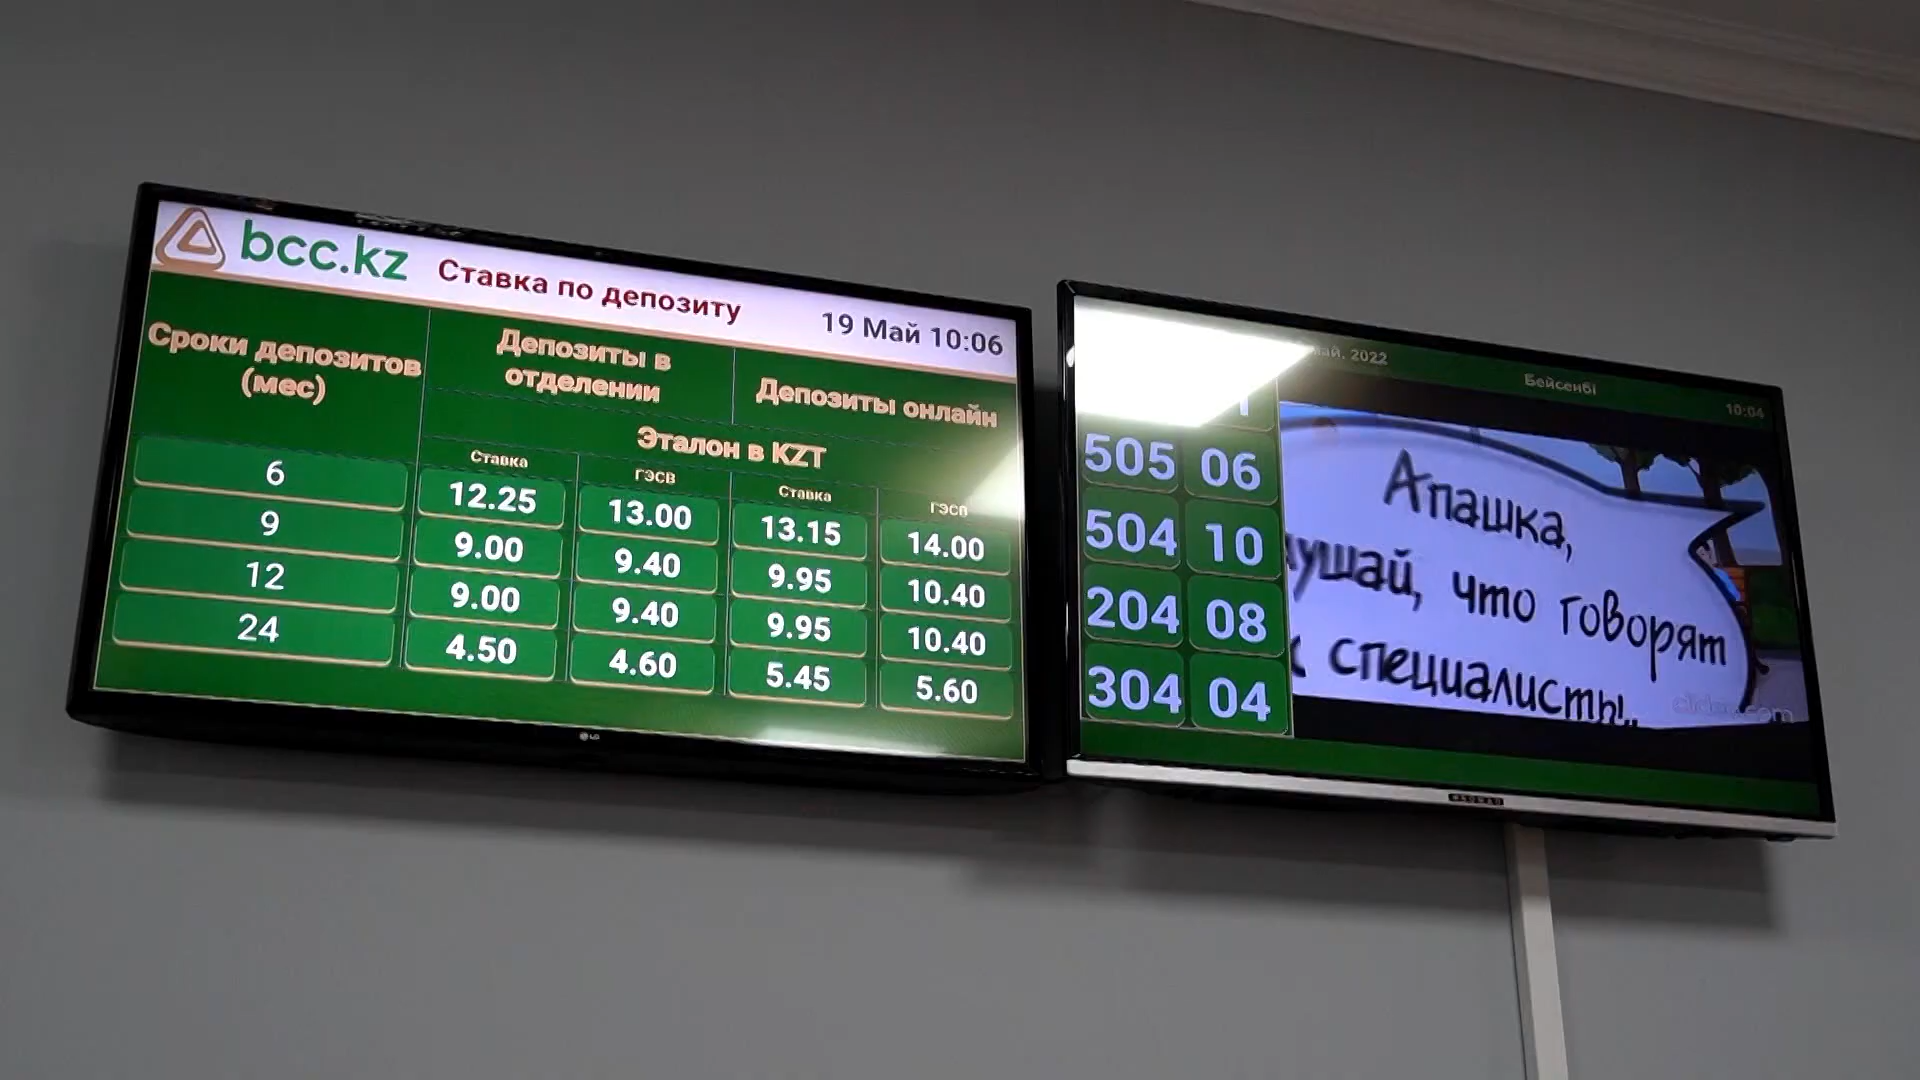 bcc.kz
Ставка по депозиту
19 Май 10:06
Сроки депозитов
(мес)
Депозиты в
отделении
Депозиты онлайн
Эталон в KZT
Ставка ГЭСВ Ставка ГЭСВ
6 12.25 13.00 13.15 14.00
9 9.00 9.40 9.95 10.40
12 9.00 9.40 9.95 10.40
24 4.50 4.60 5.45 5.60
LG
май. 2022
Бейсенбі
10:04
1
505 06
504 10
204 08
304 04
Апашка,
что говорят
специалисты..